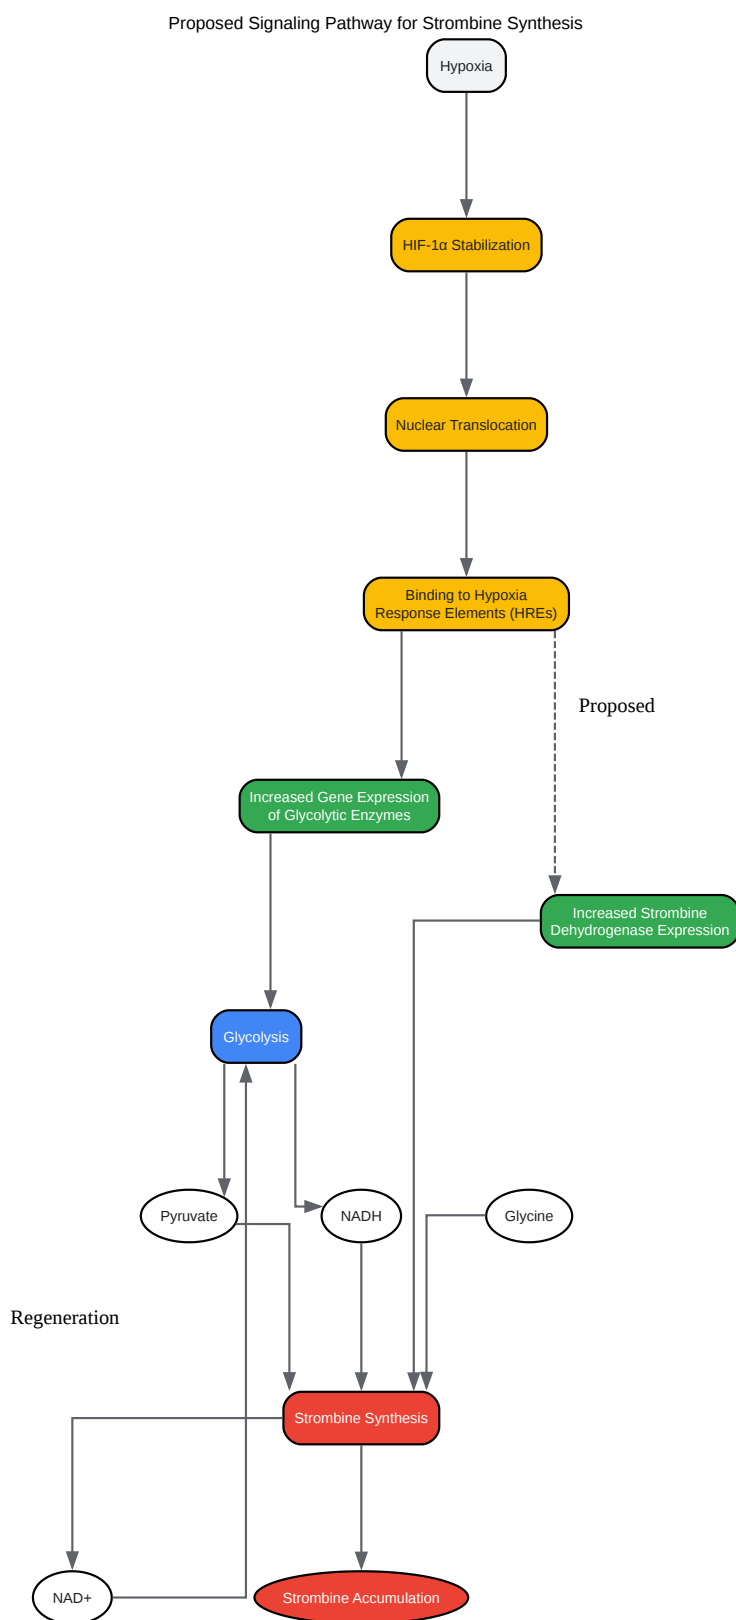 Proposed Signaling Pathway for Strombine Synthesis
Hypoxia
HIF-1α Stabilization
Nuclear Translocation
Binding to Hypoxia
Response Elements (HREs)
Proposed
Increased Gene Expression
of Glycolytic Enzymes
Increased Strombine
Dehydrogenase Expression
Glycolysis
Pyruvate
NADH
Glycine
Regeneration
Strombine Synthesis
NAD+
Strombine Accumulation